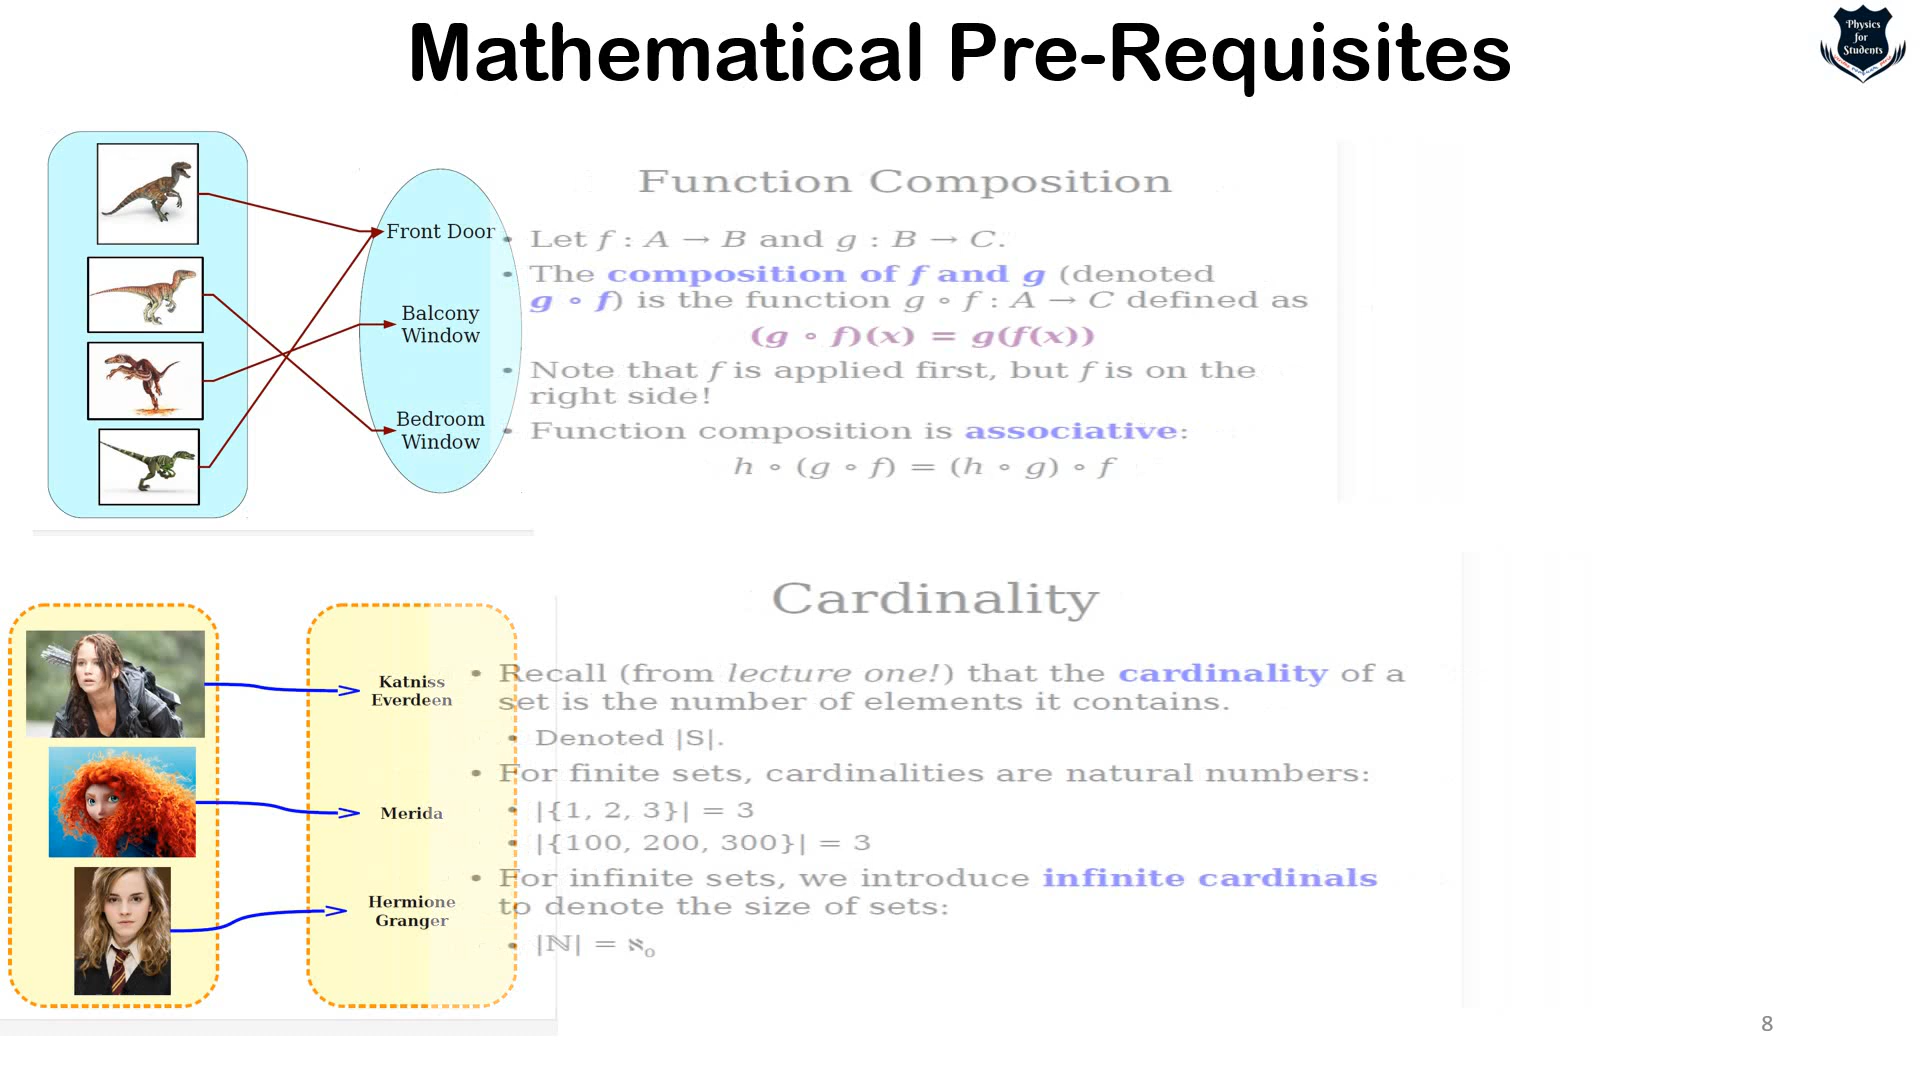 Mathematical Pre-Requisites
Physics
for
Students
Front Door
Balcony
Window
Bedroom
Window
Function Composition
• Let f : A → B and g : B → C.
• The composition of f and g (denoted
g ∘ f) is the function g ∘ f : A → C defined as
(g ∘ f)(x) = g(f(x))
• Note that f is applied first, but f is on the
right side!
• Function composition is associative:
h ∘ (g ∘ f) = (h ∘ g) ∘ f
Katniss
Everdeen
Merida
Hermione
Granger
Cardinality
• Recall (from lecture one!) that the cardinality of a
set is the number of elements it contains.
• Denoted |S|.
• For finite sets, cardinalities are natural numbers:
• |{1, 2, 3}| = 3
• |{100, 200, 300}| = 3
• For infinite sets, we introduce infinite cardinals
to denote the size of sets:
• |ℕ| = ℵ₀
8